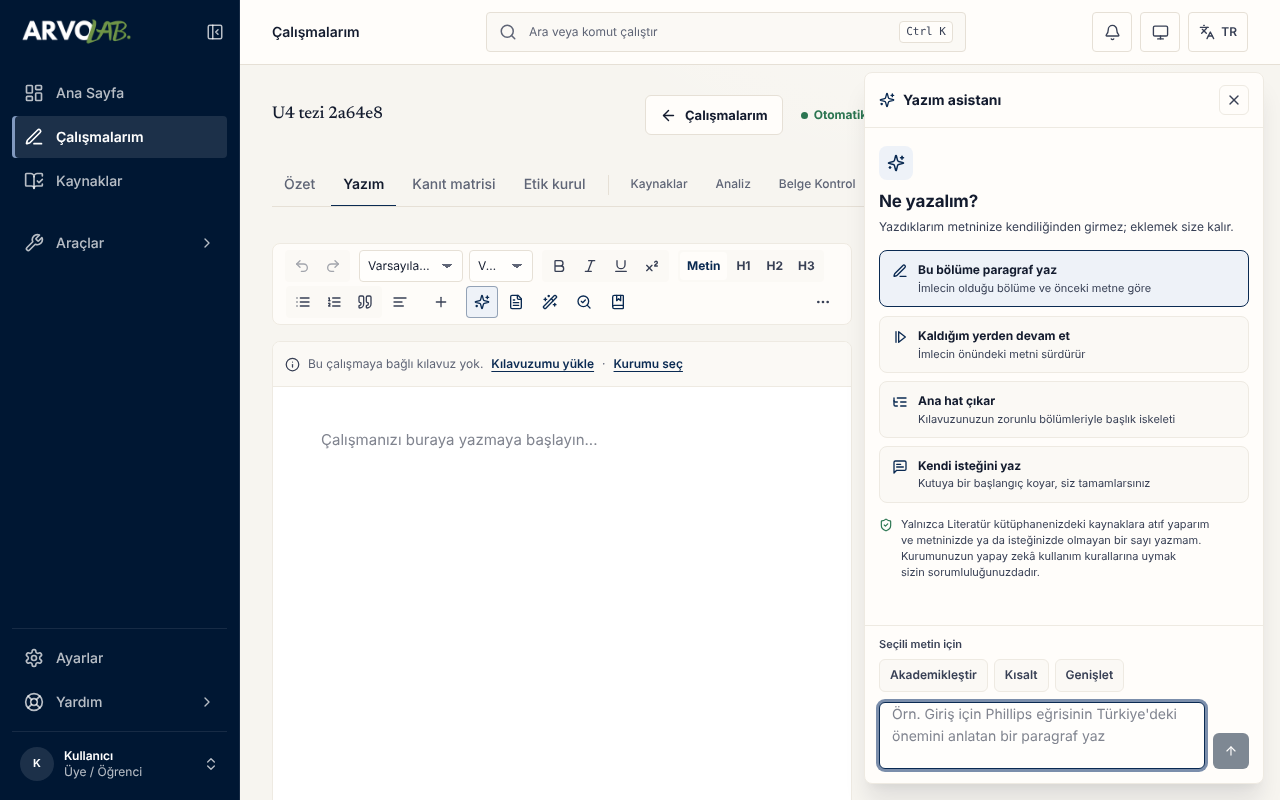 ARVOLAB.
Çalışmalarım
Ara veya komut çalıştır
Ctrl K
TR
Ana Sayfa
Çalışmalarım
Kaynaklar
Araçlar
Ayarlar
Yardım
K
Kullanıcı
Üye / Öğrenci
U4 tezi 2a64e8
Çalışmalarım
Otomatik
Özet
Yazım
Kanıt matrisi
Etik kurul
Kaynaklar
Analiz
Belge Kontrol
Varsayıla...
V...
B
I
U
x²
Metin
H1
H2
H3
Bu çalışmaya bağlı kılavuz yok. Kılavuzumu yükle · Kurumu seç
Çalışmanızı buraya yazmaya başlayın...
Yazım asistanı
Ne yazalım?
Yazdıklarım metninize kendiliğinden girmez; eklemek size kalır.
Bu bölüme paragraf yaz
İmlecin olduğu bölüme ve önceki metne göre
Kaldığım yerden devam et
İmlecin önündeki metni sürdürür
Ana hat çıkar
Kılavuzunuzun zorunlu bölümleriyle başlık iskeleti
Kendi isteğini yaz
Kutuya bir başlangıç koyar, siz tamamlarsınız
Yalnızca Literatür kütüphanenizdeki kaynaklara atıf yaparım
ve metninizde ya da isteğinizde olmayan bir sayı yazmam.
Kurumunuzun yapay zekâ kullanım kurallarına uymak
sizin sorumluluğunuzdadır.
Seçili metin için
Akademikleştir
Kısalt
Genişlet
Örn. Giriş için Phillips eğrisinin Türkiye'deki
önemini anlatan bir paragraf yaz